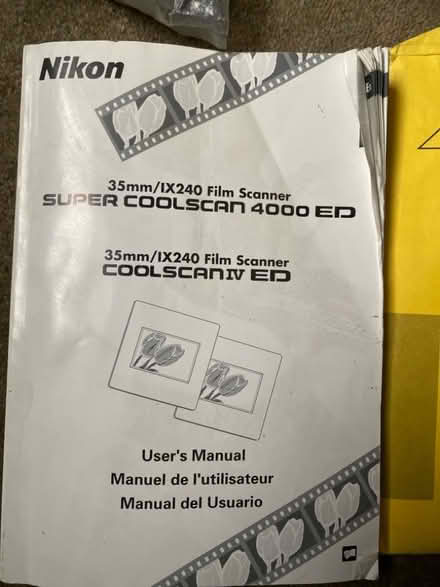 Nikon
35mm/IX240 Film Scanner
SUPER COOLSCAN 4000 ED
35mm/IX240 Film Scanner
COOLSCAN IV ED
User's Manual
Manuel de l'utilisateur
Manual del Usuario